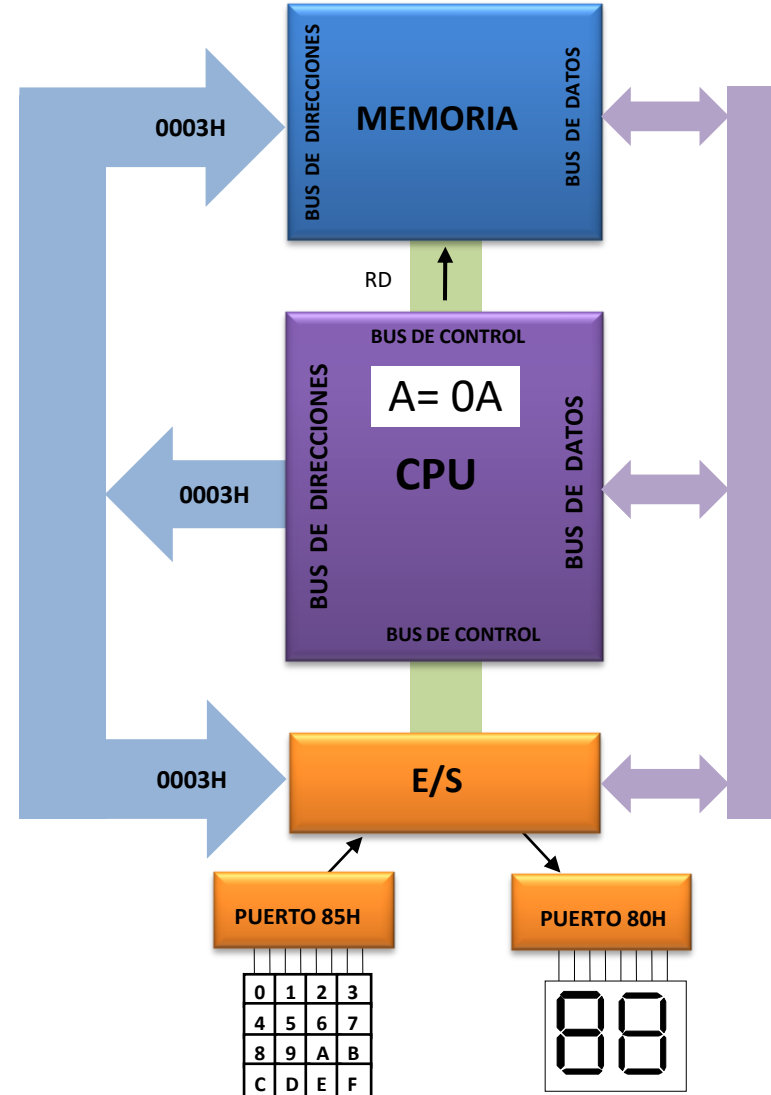 0003H
BUS DE DIRECCIONES
MEMORIA
BUS DE DATOS
RD
BUS DE CONTROL
A= 0A
0003H
BUS DE DIRECCIONES
CPU
BUS DE DATOS
BUS DE CONTROL
0003H
E/S
PUERTO 85H
PUERTO 80H
0 1 2 3
4 5 6 7
8 9 A B
C D E F
88